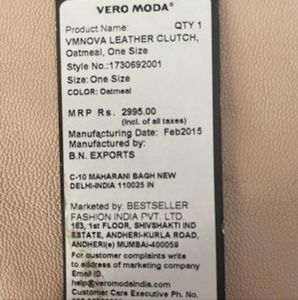 VERO MODA®
Product Name: QTY 1
VMNOVA LEATHER CLUTCH,
Oatmeal, One Size
Style No.:1730692001
Size:One Size
COLOR: Oatmeal
MRP Rs. 2995.00
(Incl. of all taxes)
Manufacturing Date: Feb2015
Manufactured by:
B.N. EXPORTS
C-10 MAHARANI BAGH NEW
DELHI-INDIA 110025 IN
Marketed by: BESTSELLER
FASHION INDIA PVT. LTD.
163, 1st FLOOR, SHIVSHAKTI IND
ESTATE, ANDHERI-KURLA ROAD,
ANDHERI(e) MUMBAI-400059
For customer complaints write
to address of marketing company
Email ID.
help@veromodaindia.com
Customer Care Executive Ph. No.